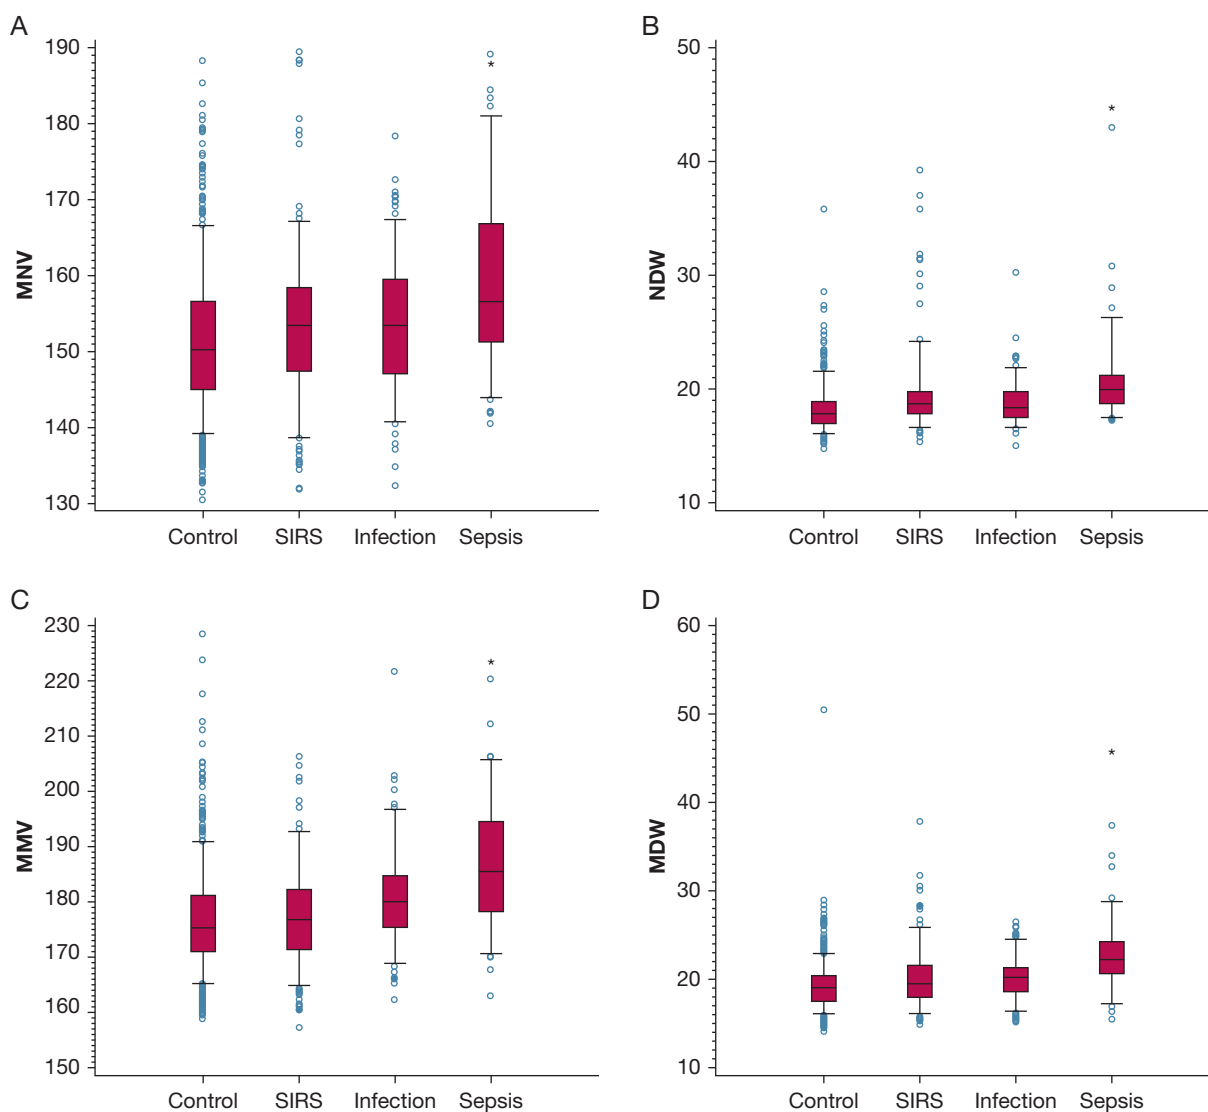 A
MNV
190
180
170
160
150
140
130
Control SIRS Infection Sepsis
*
B
NDW
50
40
30
20
10
Control SIRS Infection Sepsis
*
C
MMV
230
220
210
200
190
180
170
160
150
Control SIRS Infection Sepsis
*
D
MDW
60
50
40
30
20
10
Control SIRS Infection Sepsis
*